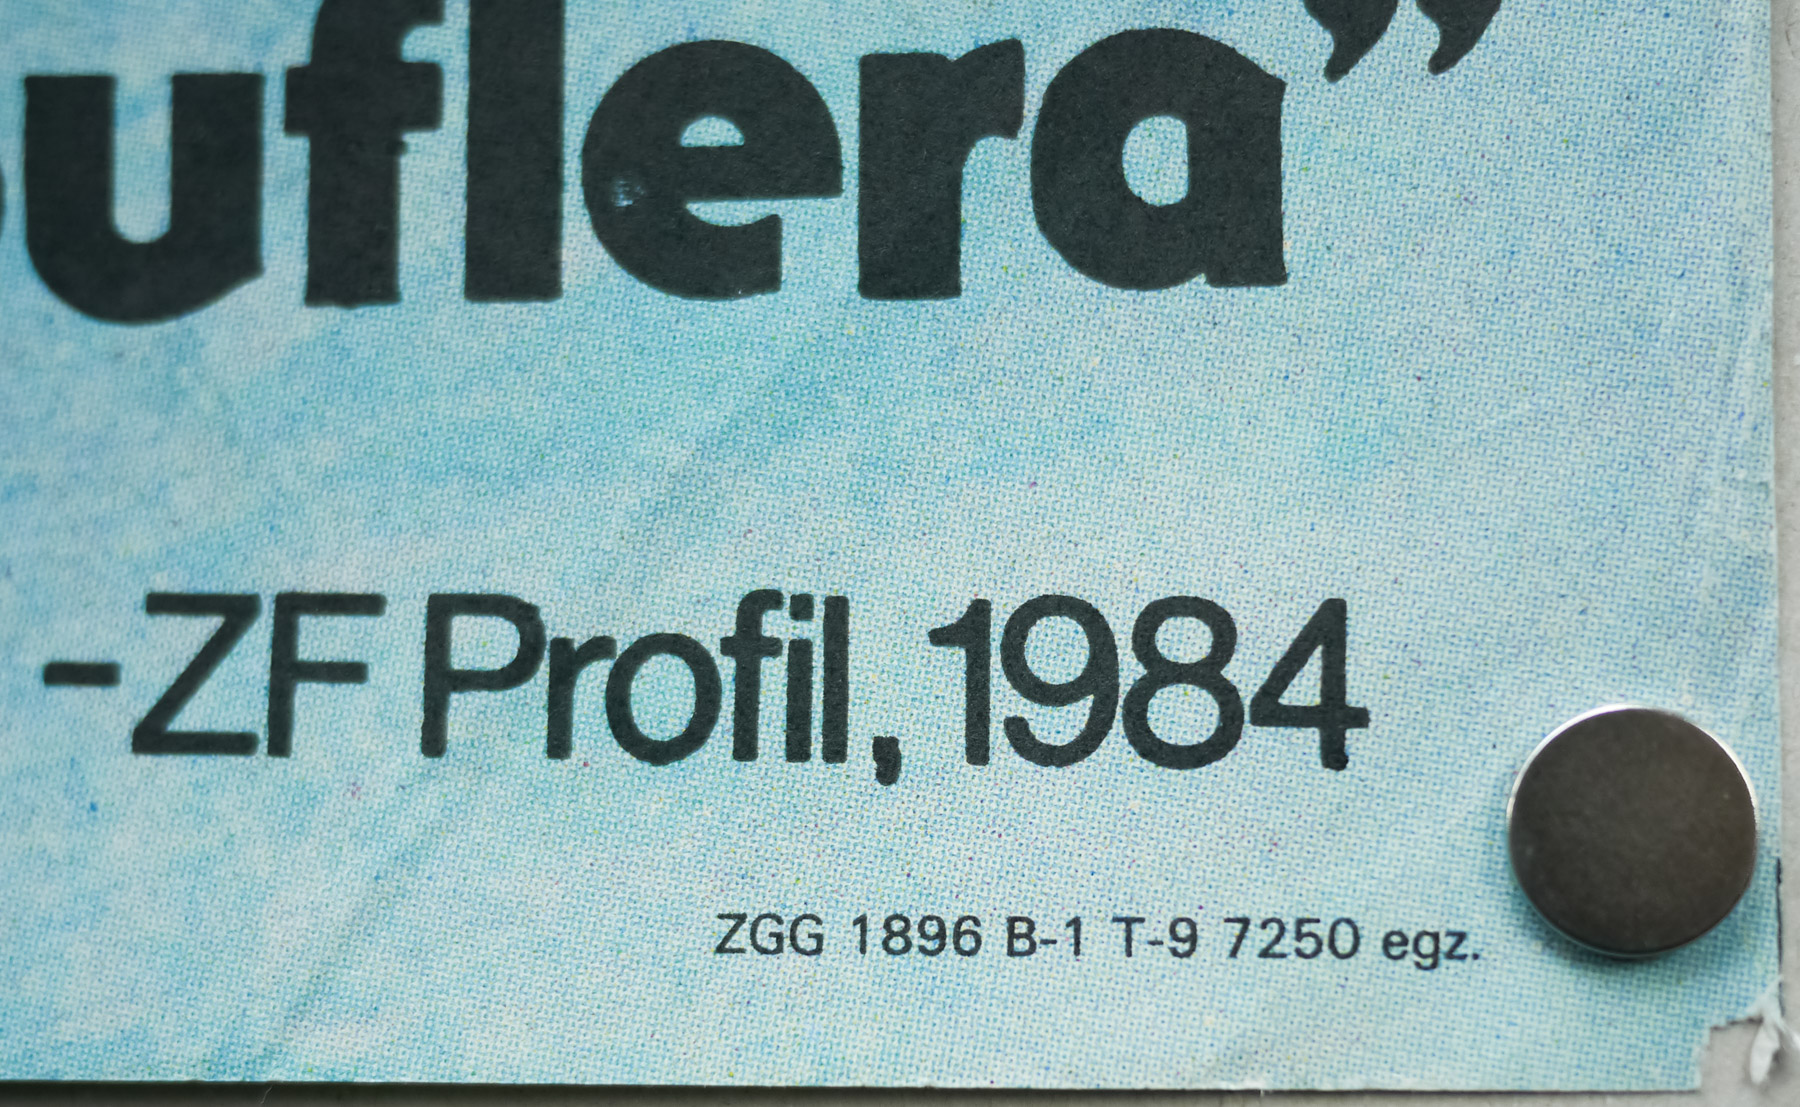 uflera”
-ZF Profil, 1984
ZGG 1896 B-1 T-9 7250 egz.